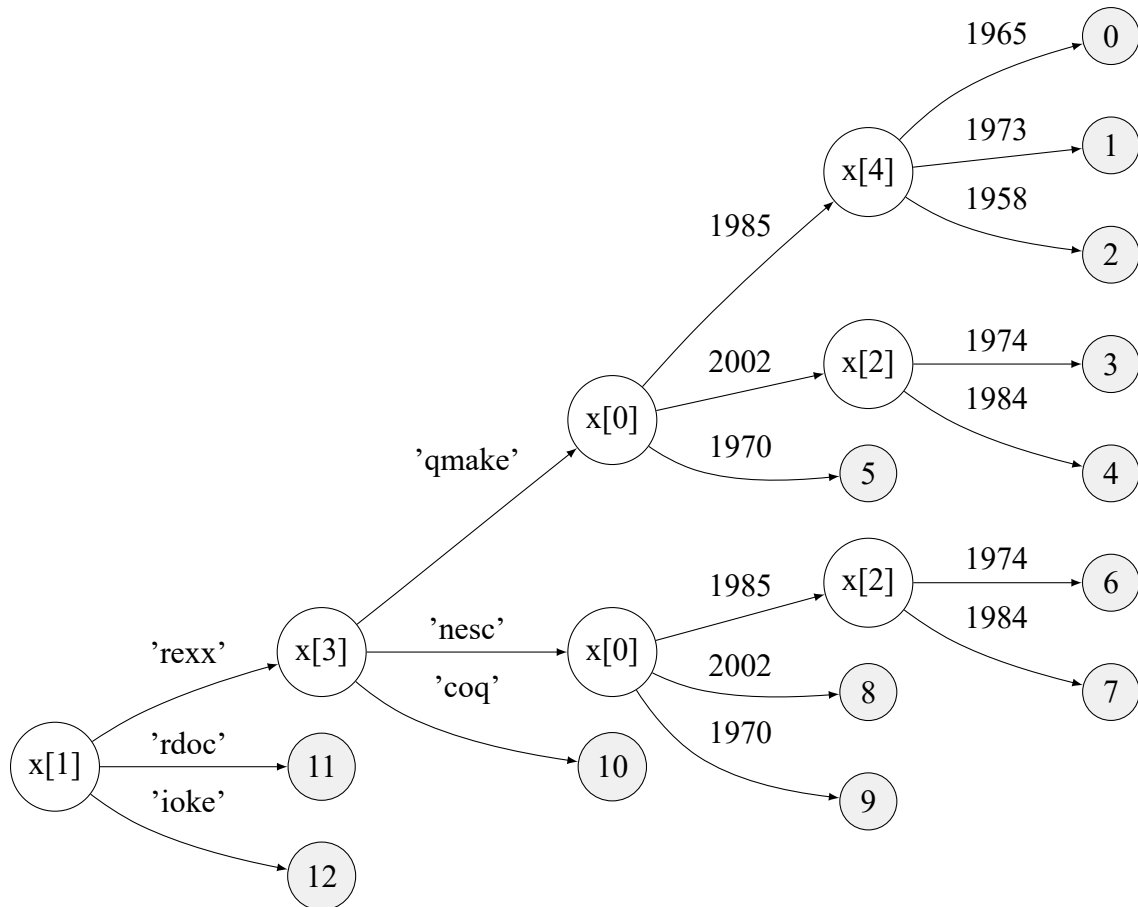 1965
0
1973
1
x[4]
1958
1985
2
2002
x[2]
1974
3
x[0]
1984
'qmake'
1970
5
4
1985
x[2]
1974
6
'rexx'
x[3]
'nesc'
x[0]
1984
'coq'
2002
8
7
x[1]
'rdoc'
11
10
1970
9
'ioke'
12